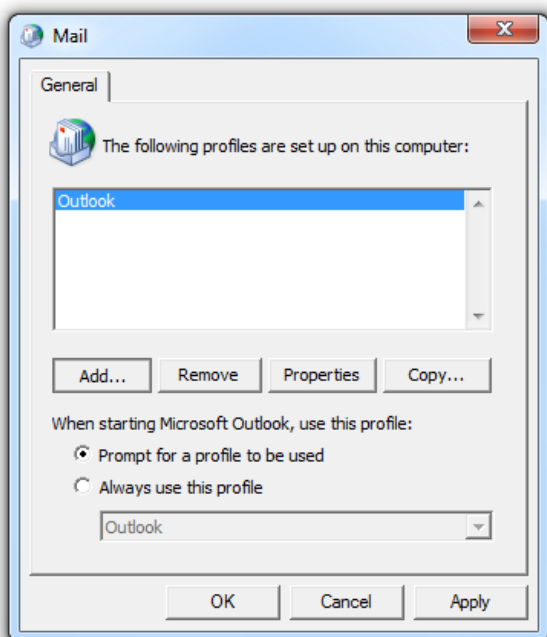 Mail
General
The following profiles are set up on this computer:
Outlook
Add... Remove Properties Copy...
When starting Microsoft Outlook, use this profile:
Prompt for a profile to be used
Always use this profile
Outlook
OK Cancel Apply